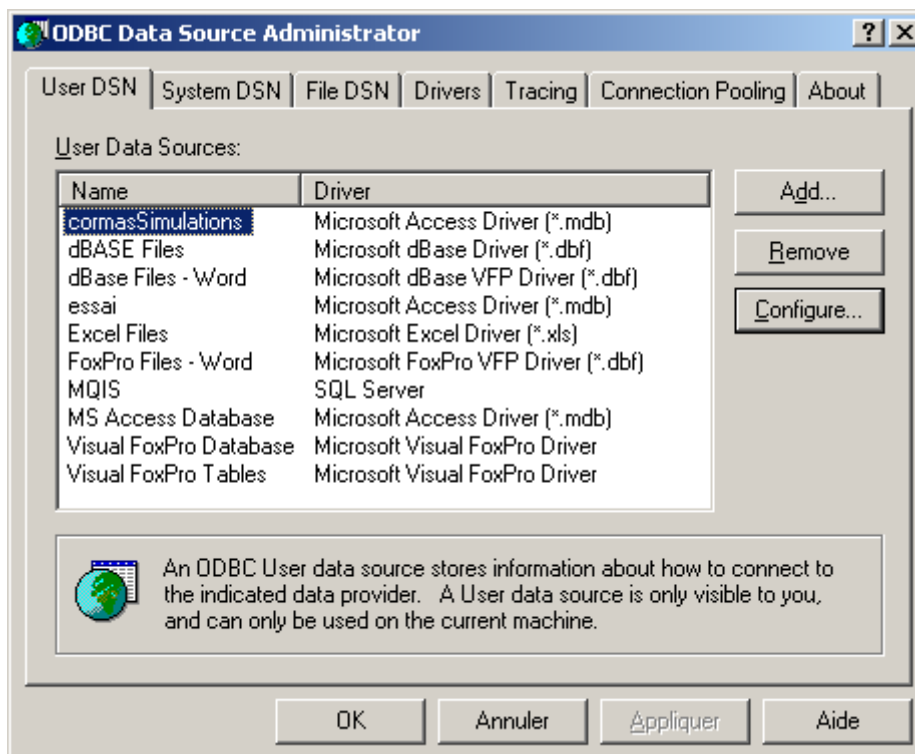 ODBC Data Source Administrator
User DSN System DSN File DSN Drivers Tracing Connection Pooling About
User Data Sources:
Name Driver
cormasSimulations Microsoft Access Driver (*.mdb)
dBASE Files Microsoft dBase Driver (*.dbf)
dBase Files - Word Microsoft dBase VFP Driver (*.dbf)
essai Microsoft Access Driver (*.mdb)
Excel Files Microsoft Excel Driver (*.xls)
FoxPro Files - Word Microsoft FoxPro VFP Driver (*.dbf)
MQIS SQL Server
MS Access Database Microsoft Access Driver (*.mdb)
Visual FoxPro Database Microsoft Visual FoxPro Driver
Visual FoxPro Tables Microsoft Visual FoxPro Driver
Add...
Remove
Configure...
An ODBC User data source stores information about how to connect to
the indicated data provider. A User data source is only visible to you,
and can only be used on the current machine.
OK Annuler Appliquer Aide